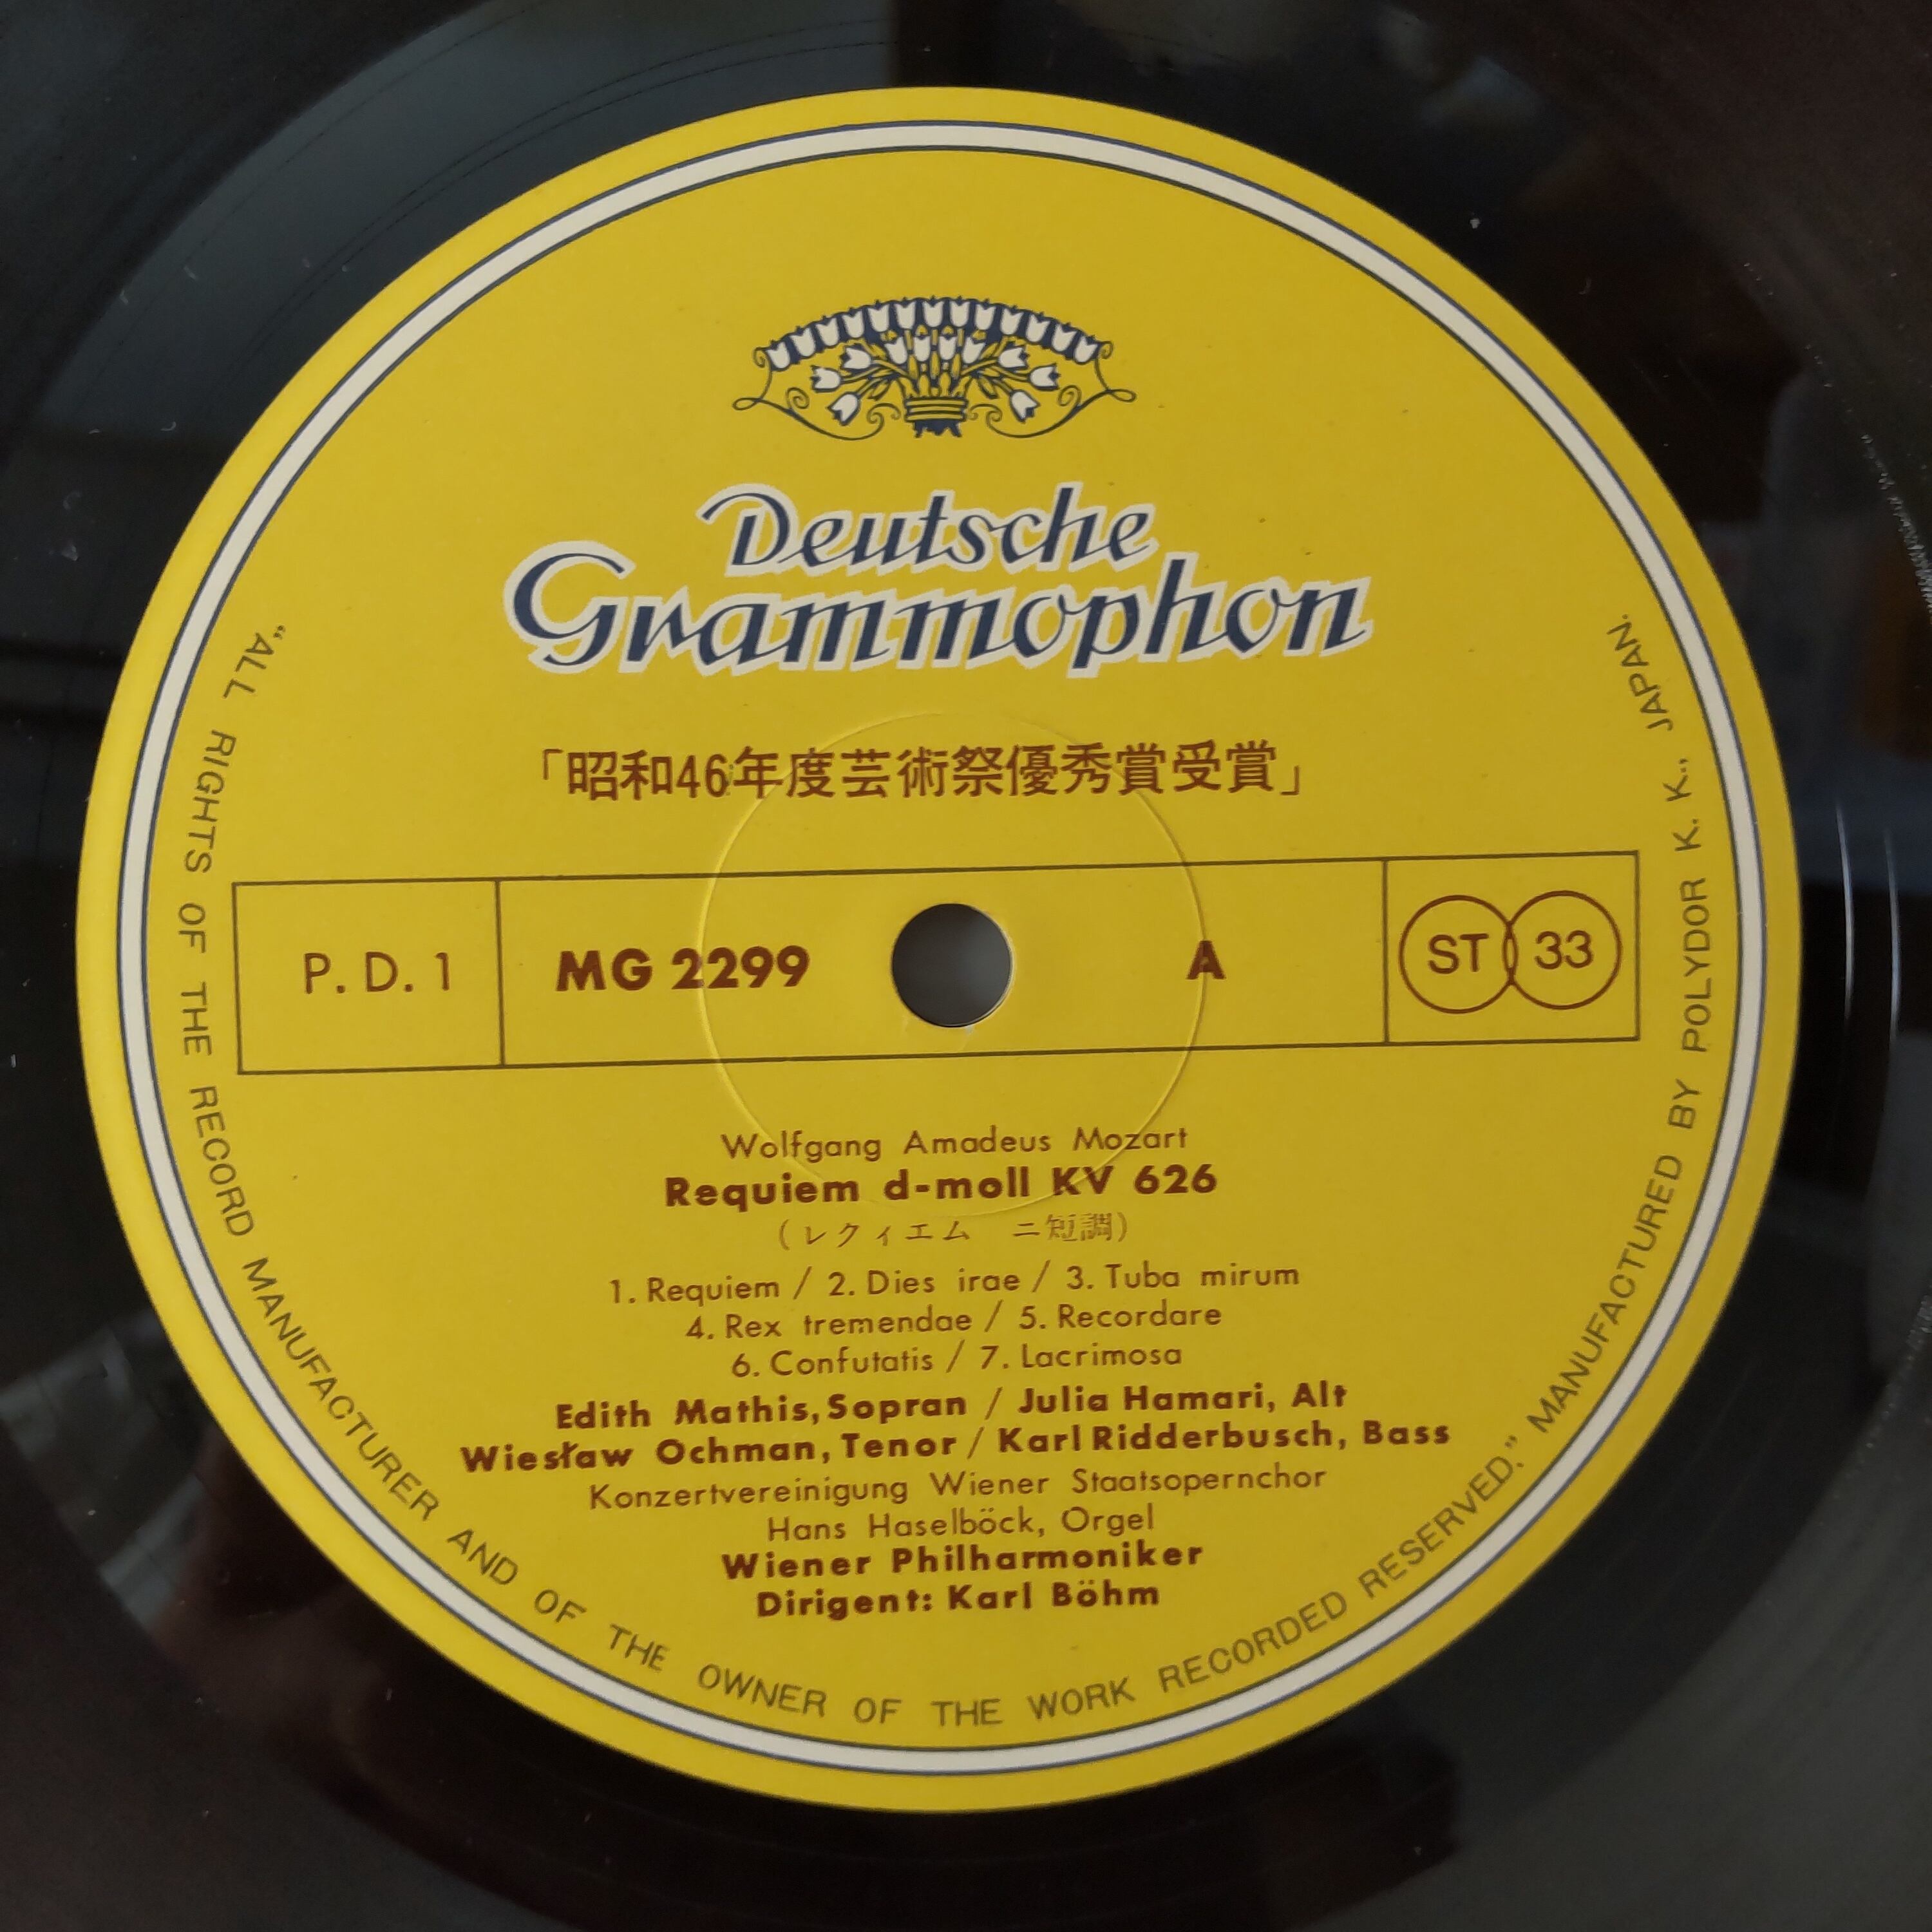 Deutsche
Grammophon
「昭和46年度芸術祭優秀賞受賞」
P. D. 1 MG 2299 A ST 33
Wolfgang Amadeus Mozart
Requiem d-moll KV 626
(レクィエム ニ短調)
1. Requiem / 2. Dies irae / 3. Tuba mirum
4. Rex tremendae / 5. Recordare
6. Confutatis / 7. Lacrimosa
Edith Mathis, Sopran / Julia Hamari, Alt
Wiesław Ochman, Tenor / Karl Ridderbusch, Bass
Konzertvereinigung Wiener Staatsopernchor
Hans Haselböck, Orgel
Wiener Philharmoniker
Dirigent: Karl Böhm
“ALL RIGHTS OF THE RECORD MANUFACTURER AND OF THE OWNER OF THE WORK RECORDED RESERVED.” MANUFACTURED BY POLYDOR K. K., JAPAN.